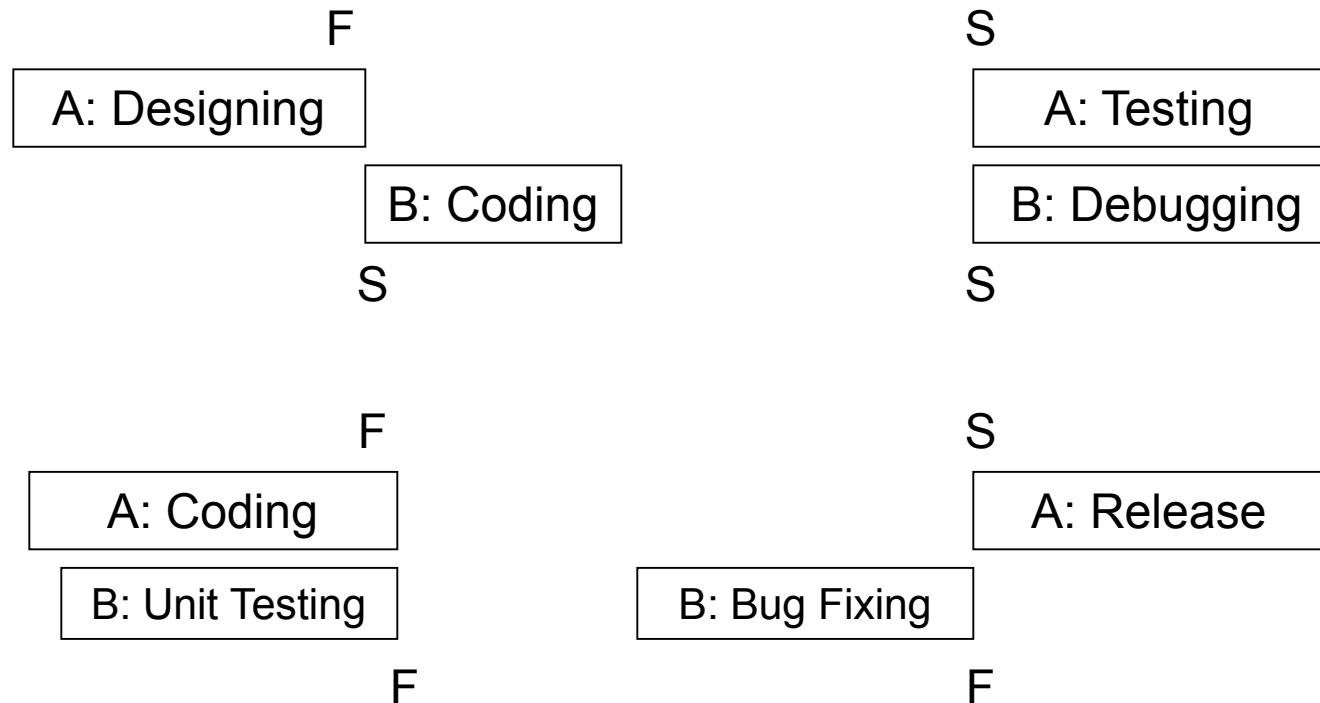 F
A: Designing
B: Coding
S
S
A: Testing
B: Debugging
S
F
A: Coding
B: Unit Testing
F
S
A: Release
B: Bug Fixing
F